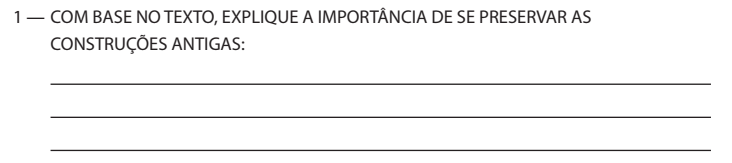 1 — COM BASE NO TEXTO, EXPLIQUE A IMPORTÂNCIA DE SE PRESERVAR AS
CONSTRUÇÕES ANTIGAS: